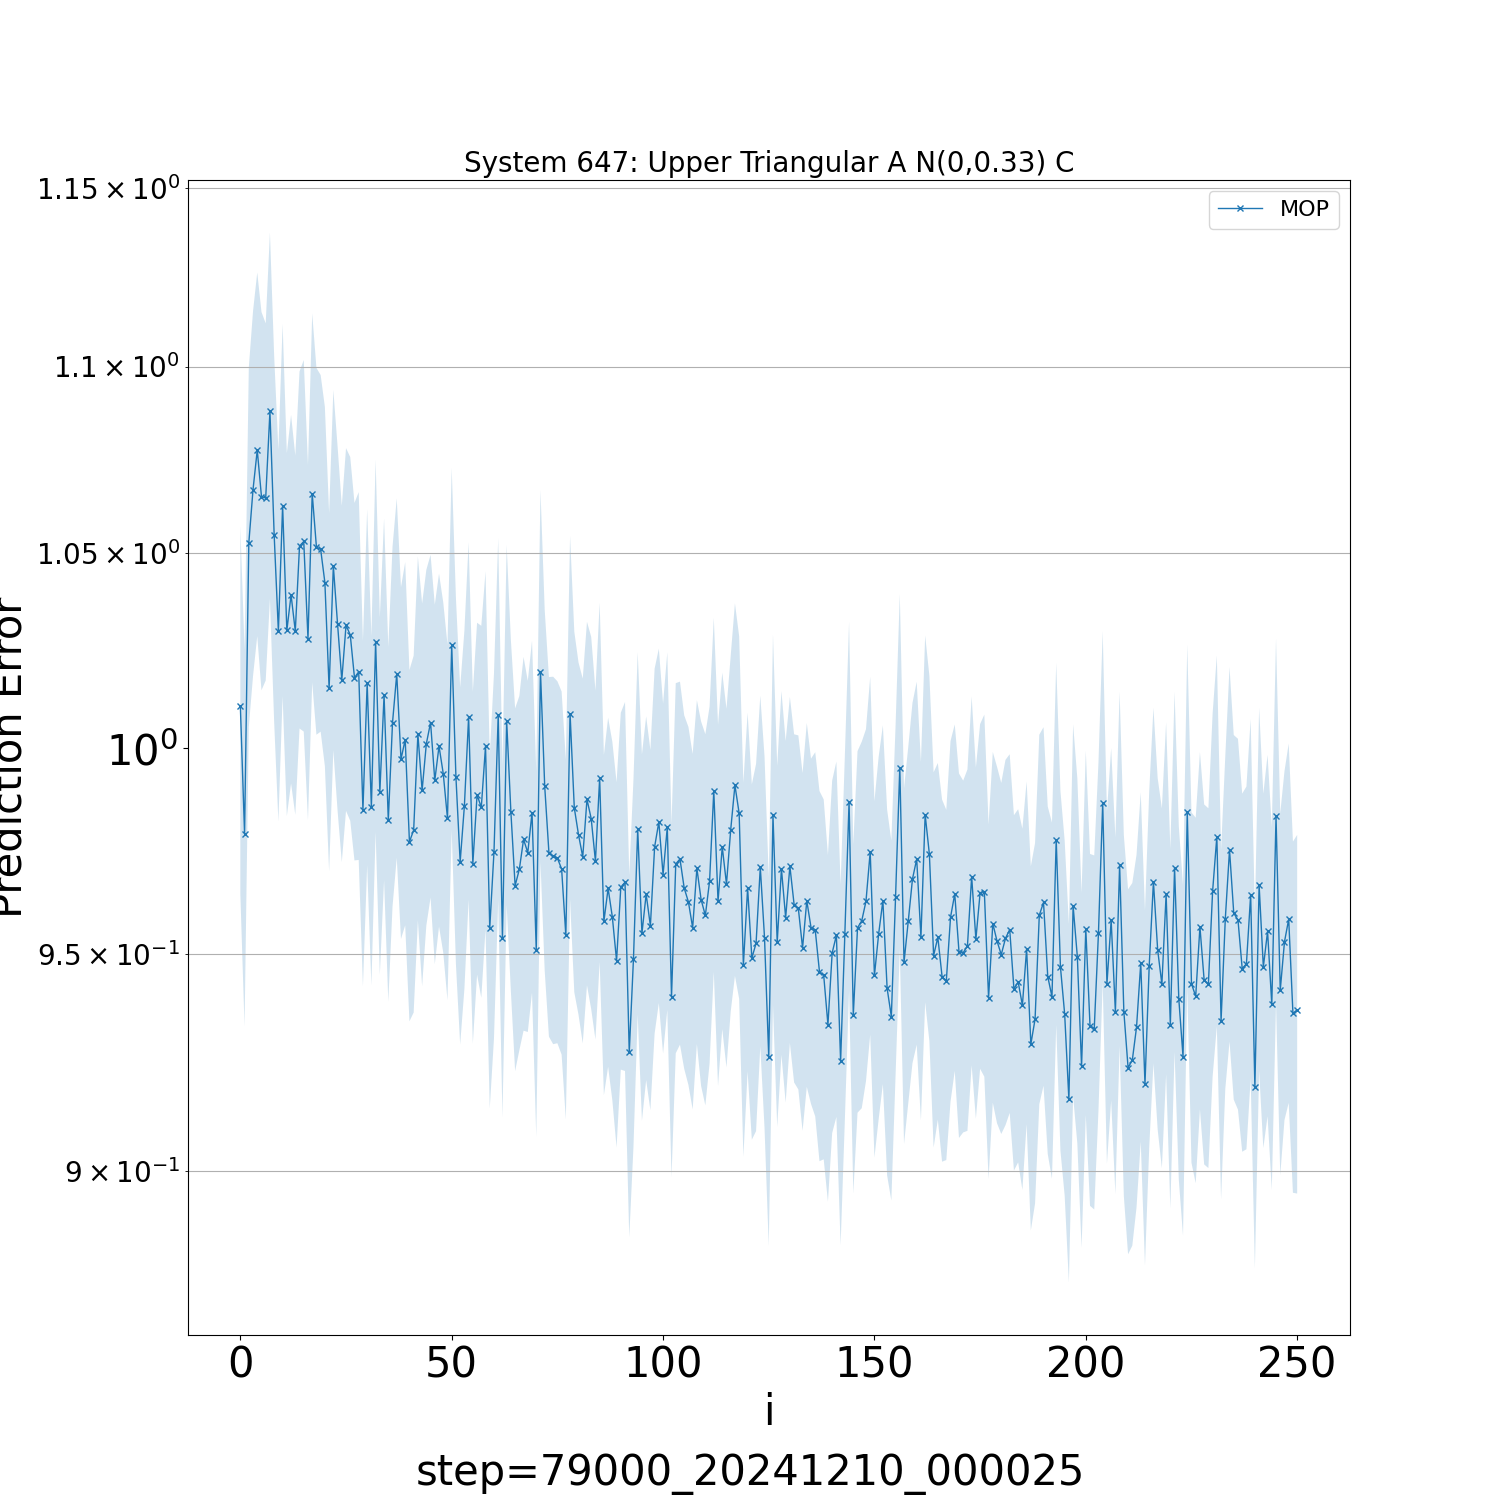 System 647: Upper Triangular A N(0,0.33) C
MOP
Prediction Error
1.15 × 10⁰
1.1 × 10⁰
1.05 × 10⁰
10⁰
9.5 × 10⁻¹
9 × 10⁻¹
0 50 100 150 200 250
i
step=79000_20241210_000025